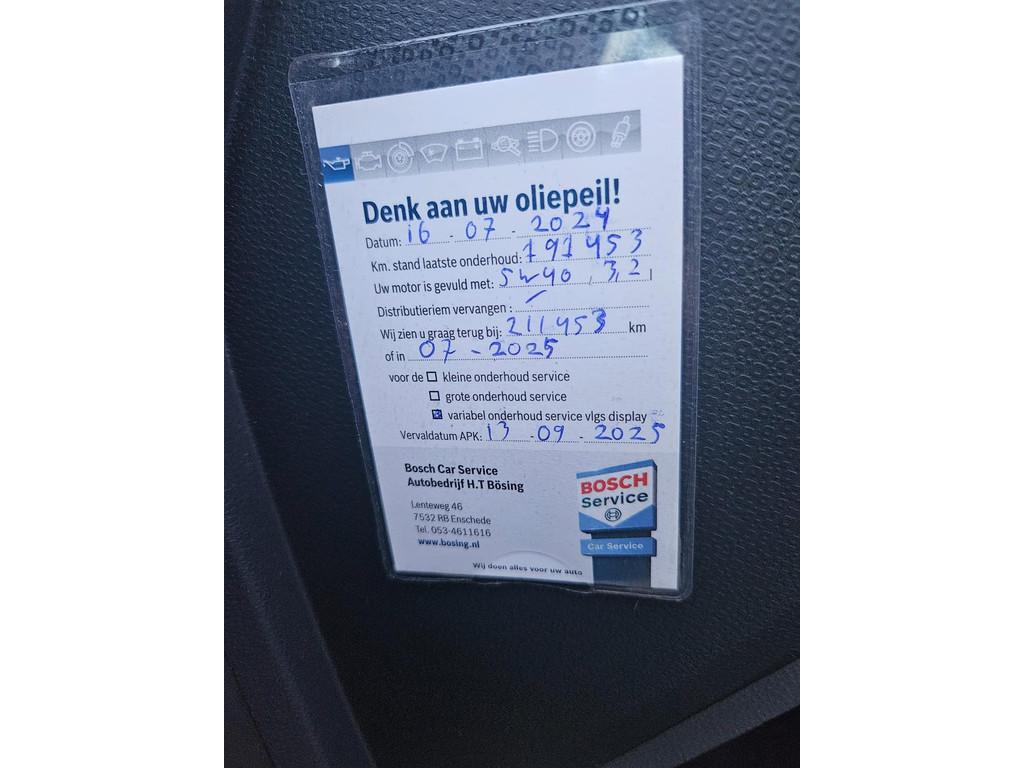 Denk aan uw oliepeil!
Datum: 16 - 07 - 2024
Km. stand laatste onderhoud: 191453
Uw motor is gevuld met: 5W40, 3,2 l
Distributieriem vervangen : /
Wij zien u graag terug bij: 211453 km
of in 07 - 2025
voor de ☐ kleine onderhoud service
☐ grote onderhoud service
☒ variabel onderhoud service vlgs display
Vervaldatum APK: 13 - 09 - 2025
Bosch Car Service
Autobedrijf H.T Bösing
Lenteweg 46
7532 RB Enschede
Tel. 053-4611616
www.bosing.nl
BOSCH
Service
Car Service
Wij doen alles voor uw auto